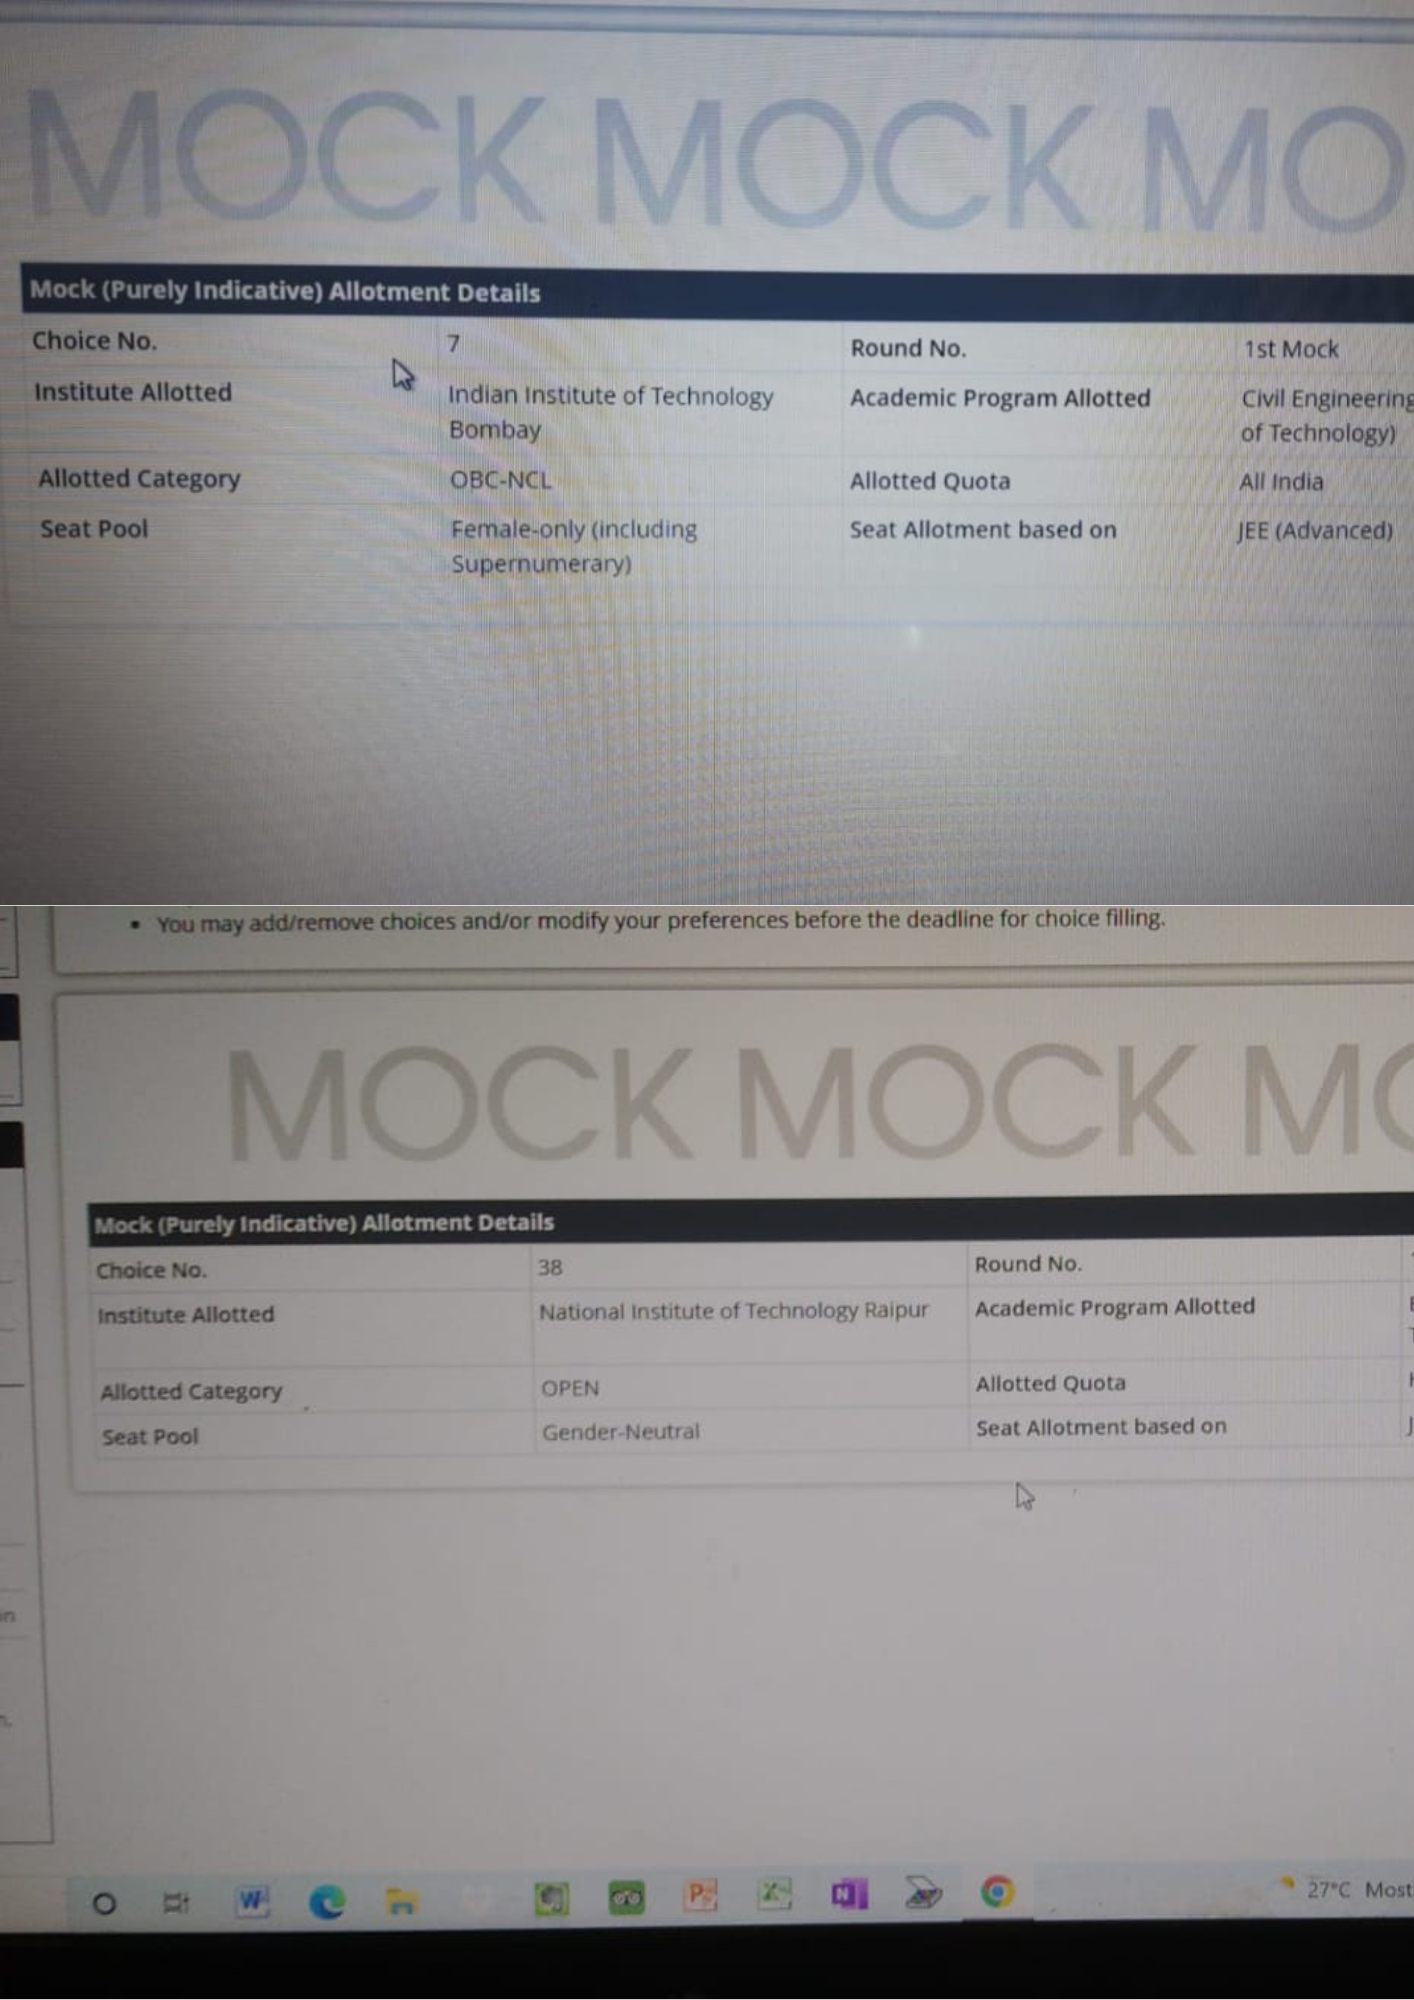 MOCK MOCK MO
Mock (Purely Indicative) Allotment Details
Choice No. 7 Round No. 1st Mock
Institute Allotted Indian Institute of Technology Academic Program Allotted Civil Engineering
Bombay of Technology)
Allotted Category OBC-NCL Allotted Quota All India
Seat Pool Female-only (including Seat Allotment based on JEE (Advanced)
Supernumerary)
• You may add/remove choices and/or modify your preferences before the deadline for choice filling.
MOCK MOCK MO
Mock (Purely Indicative) Allotment Details
Choice No. 38 Round No.
Institute Allotted National Institute of Technology Raipur Academic Program Allotted
Allotted Category OPEN Allotted Quota
Seat Pool Gender-Neutral Seat Allotment based on J
27°C Most